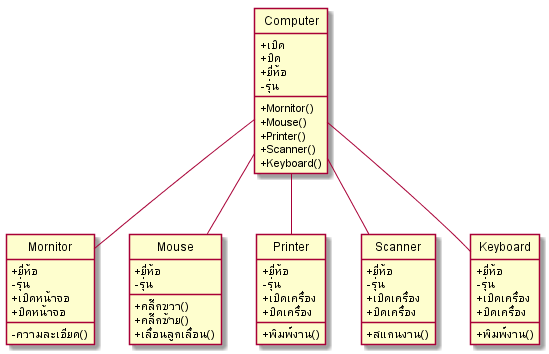 Computer
+เปิด
+ปิด
+ยี่ห้อ
-รุ่น
+Mornitor()
+Mouse()
+Printer()
+Scanner()
+Keyboard()
Mornitor
+ยี่ห้อ
-รุ่น
+เปิดหน้าจอ
+ปิดหน้าจอ
-ความละเอียด()
Mouse
+ยี่ห้อ
-รุ่น
+คลิกขวา()
+คลิกซ้าย()
+เลื่อนลูกเลื่อน()
Printer
+ยี่ห้อ
-รุ่น
+เปิดเครื่อง
+ปิดเครื่อง
+พิมพ์งาน()
Scanner
+ยี่ห้อ
-รุ่น
+เปิดเครื่อง
+ปิดเครื่อง
+สแกนงาน()
Keyboard
+ยี่ห้อ
-รุ่น
+เปิดเครื่อง
+ปิดเครื่อง
+พิมพ์งาน()